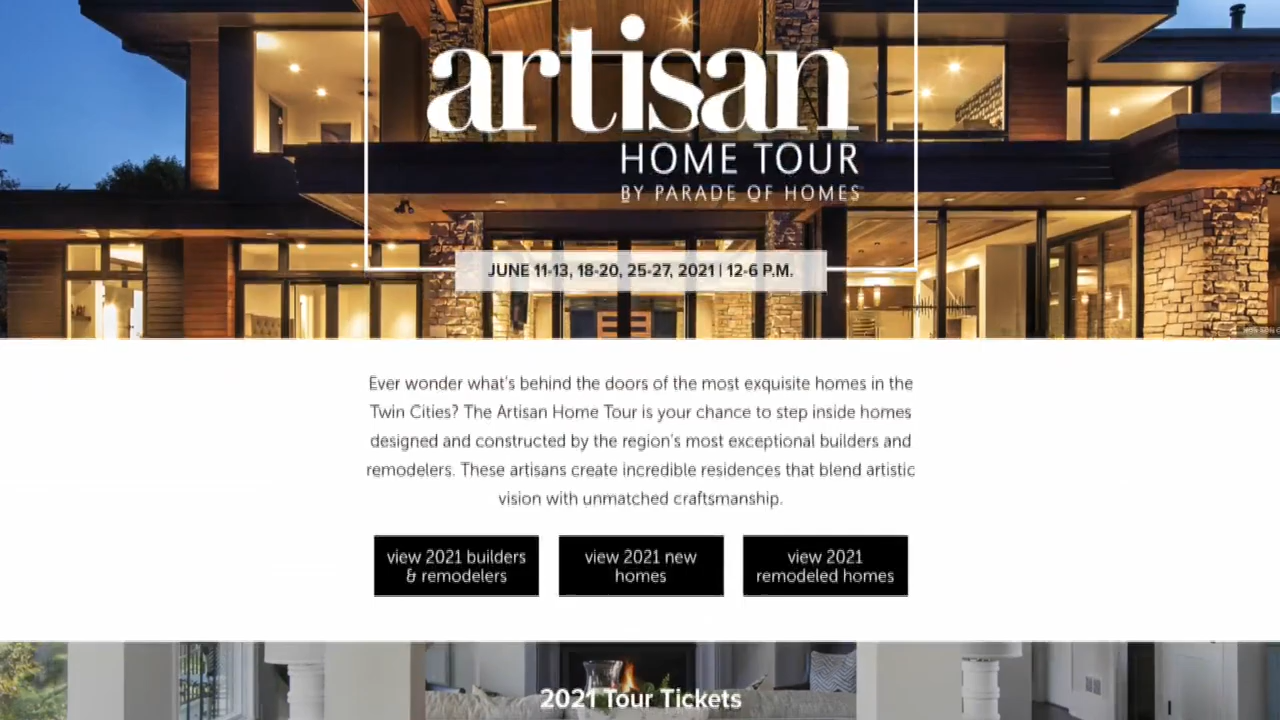 artisan
HOME TOUR
BY PARADE OF HOMES
JUNE 11-13, 18-20, 25-27, 2021 | 12-6 P.M.
Ever wonder what's behind the doors of the most exquisite homes in the
Twin Cities? The Artisan Home Tour is your chance to step inside homes
designed and constructed by the region's most exceptional builders and
remodelers. These artisans create incredible residences that blend artistic
vision with unmatched craftsmanship.
view 2021 builders
& remodelers
view 2021 new
homes
view 2021
remodeled homes
2021 Tour Tickets